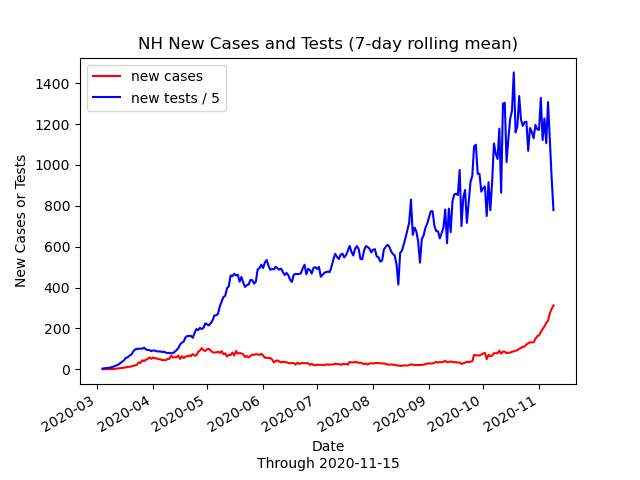 NH New Cases and Tests (7-day rolling mean)
new cases
new tests / 5
New Cases or Tests
1400
1200
1000
800
600
400
200
0
2020-03
2020-04
2020-05
2020-06
2020-07
2020-08
2020-09
2020-10
2020-11
Date
Through 2020-11-15